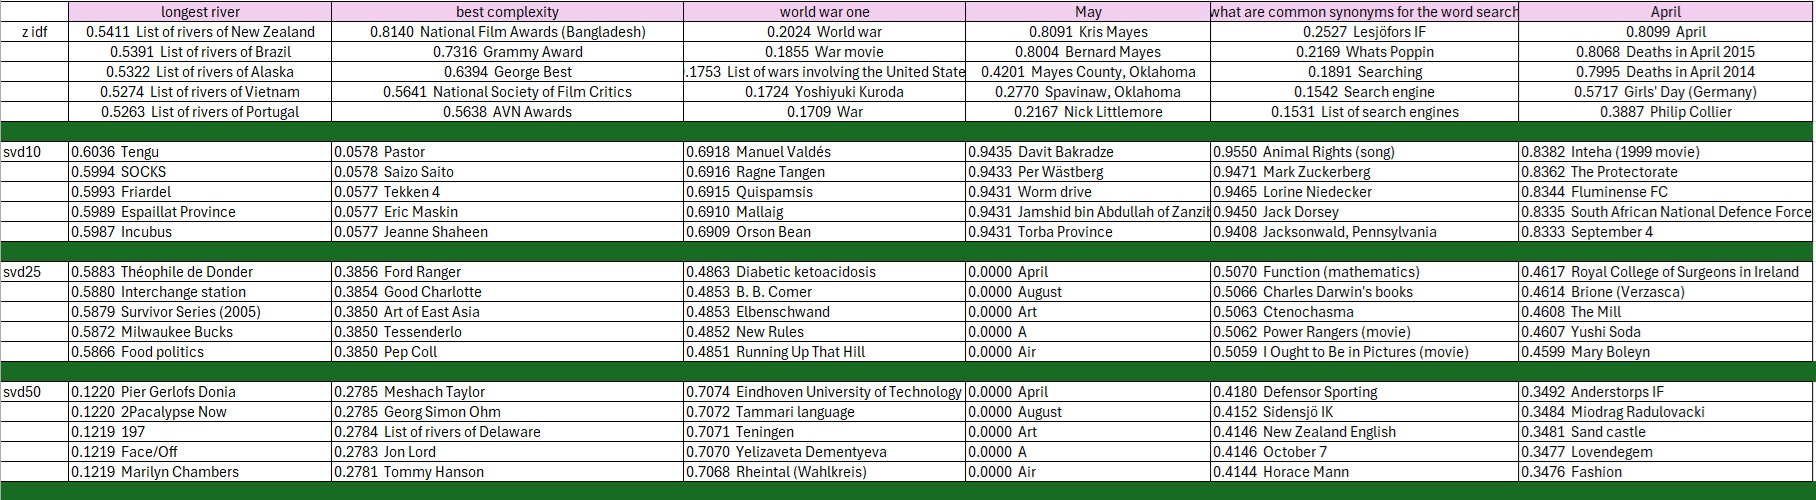 longest river best complexity world war one May what are common synonyms for the word search April
z idf 0.5411 List of rivers of New Zealand 0.8140 National Film Awards (Bangladesh) 0.2024 World war 0.8091 Kris Mayes 0.2527 Lesjöfors IF 0.8099 April
0.5391 List of rivers of Brazil 0.7316 Grammy Award 0.1855 War movie 0.8004 Bernard Mayes 0.2169 Whats Poppin 0.8068 Deaths in April 2015
0.5322 List of rivers of Alaska 0.6394 George Best .1753 List of wars involving the United State 0.4201 Mayes County, Oklahoma 0.1891 Searching 0.7995 Deaths in April 2014
0.5274 List of rivers of Vietnam 0.5641 National Society of Film Critics 0.1724 Yoshiyuki Kuroda 0.2770 Spavinaw, Oklahoma 0.1542 Search engine 0.5717 Girls' Day (Germany)
0.5263 List of rivers of Portugal 0.5638 AVN Awards 0.1709 War 0.2167 Nick Littlemore 0.1531 List of search engines 0.3887 Philip Collier
svd10 0.6036 Tengu 0.0578 Pastor 0.6918 Manuel Valdés 0.9435 Davit Bakradze 0.9550 Animal Rights (song) 0.8382 Inteha (1999 movie)
0.5994 SOCKS 0.0578 Saizo Saito 0.6916 Ragne Tangen 0.9433 Per Wästberg 0.9471 Mark Zuckerberg 0.8362 The Protectorate
0.5993 Friardel 0.0577 Tekken 4 0.6915 Quispamsis 0.9431 Worm drive 0.9465 Lorine Niedecker 0.8344 Fluminense FC
0.5989 Espaillat Province 0.0577 Eric Maskin 0.6910 Mallaig 0.9431 Jamshid bin Abdullah of Zanzib 0.9450 Jack Dorsey 0.8335 South African National Defence Force
0.5987 Incubus 0.0577 Jeanne Shaheen 0.6909 Orson Bean 0.9431 Torba Province 0.9408 Jacksonwald, Pennsylvania 0.8333 September 4
svd25 0.5883 Théophile de Donder 0.3856 Ford Ranger 0.4863 Diabetic ketoacidosis 0.0000 April 0.5070 Function (mathematics) 0.4617 Royal College of Surgeons in Ireland
0.5880 Interchange station 0.3854 Good Charlotte 0.4853 B. B. Comer 0.0000 August 0.5066 Charles Darwin's books 0.4614 Brione (Verzasca)
0.5879 Survivor Series (2005) 0.3850 Art of East Asia 0.4853 Elbenschwand 0.0000 Art 0.5063 Ctenochasma 0.4608 The Mill
0.5872 Milwaukee Bucks 0.3850 Tessenderlo 0.4852 New Rules 0.0000 A 0.5062 Power Rangers (movie) 0.4607 Yushi Soda
0.5866 Food politics 0.3850 Pep Coll 0.4851 Running Up That Hill 0.0000 Air 0.5059 I Ought to Be in Pictures (movie) 0.4599 Mary Boleyn
svd50 0.1220 Pier Gerlofs Donia 0.2785 Meshach Taylor 0.7074 Eindhoven University of Technology 0.0000 April 0.4180 Defensor Sporting 0.3492 Anderstorps IF
0.1220 2Pacalypse Now 0.2785 Georg Simon Ohm 0.7072 Tammari language 0.0000 August 0.4152 Sidensjö IK 0.3484 Miodrag Radulovacki
0.1219 197 0.2784 List of rivers of Delaware 0.7071 Teningen 0.0000 Art 0.4146 New Zealand English 0.3481 Sand castle
0.1219 Face/Off 0.2783 Jon Lord 0.7070 Yelizaveta Dementyeva 0.0000 A 0.4146 October 7 0.3477 Lovendegem
0.1219 Marilyn Chambers 0.2781 Tommy Hanson 0.7068 Rheintal (Wahlkreis) 0.0000 Air 0.4144 Horace Mann 0.3476 Fashion